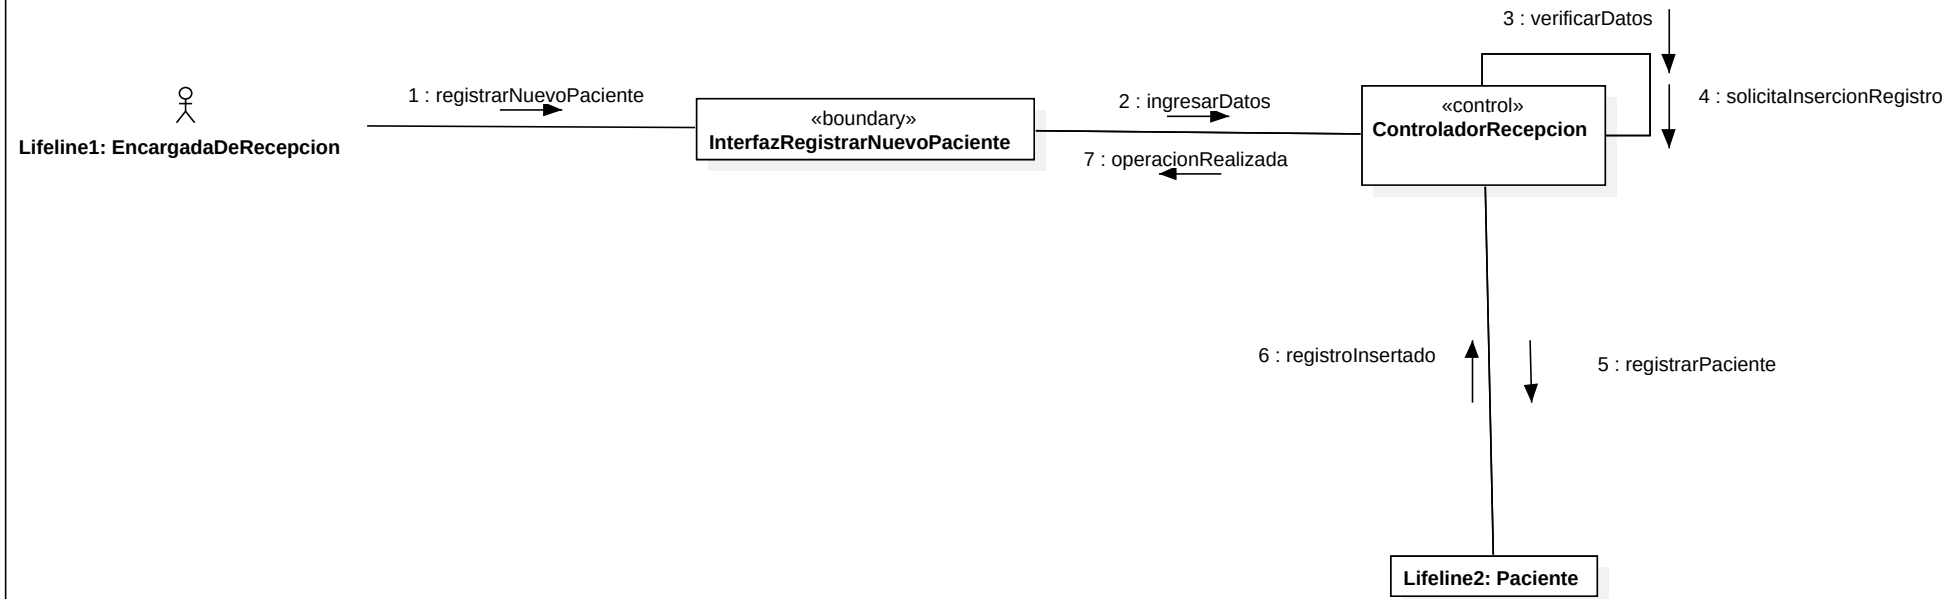 3 : verificarDatos
1 : registrarNuevoPaciente
2 : ingresarDatos
4 : solicitaInsercionRegistro
«boundary»
InterfazRegistrarNuevoPaciente
«control»
ControladorRecepcion
Lifeline1: EncargadaDeRecepcion
7 : operacionRealizada
6 : registroInsertado
5 : registrarPaciente
Lifeline2: Paciente